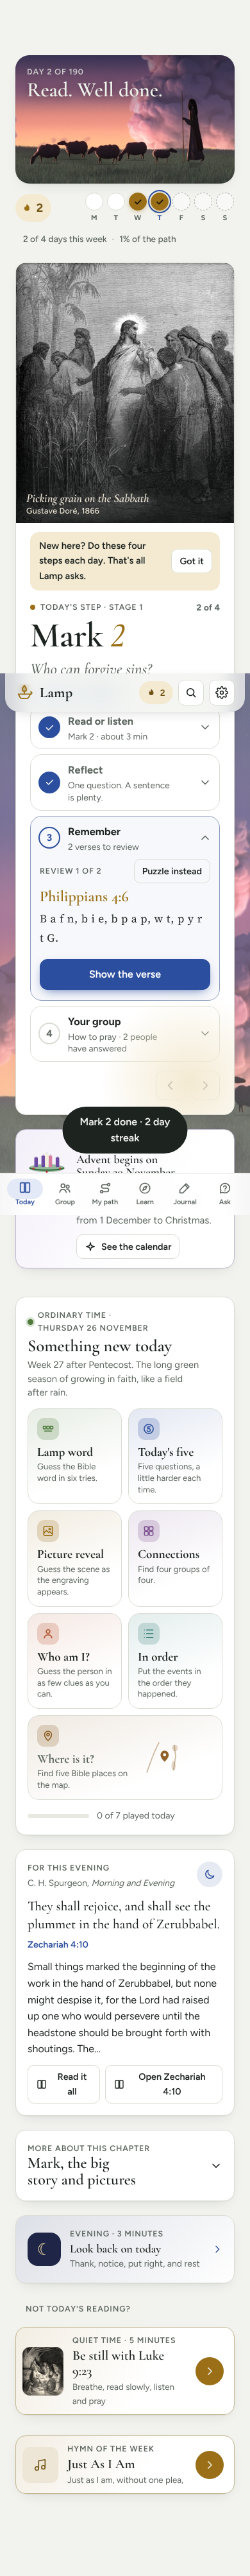 DAY 2 OF 190
Read. Well done.
2
M T W T F S S
2 of 4 days this week · 1% of the path
Picking grain on the Sabbath
Gustave Doré, 1866
New here? Do these four
steps each day. That's all
Lamp asks.
Got it
TODAY'S STEP · STAGE 1
2 of 4
Mark 2
Who can forgive sins?
Lamp
2
Read or listen
Mark 2 · about 3 min
Reflect
One question. A sentence
is plenty.
3
Remember
2 verses to review
REVIEW 1 OF 2
Puzzle instead
Philippians 4:6
B a f n, b i e, b p a p, w t, p y r
t G.
Show the verse
4
Your group
How to pray · 2 people
have answered
Mark 2 done · 2 day
streak
Advent begins on
Sunday 29 November
Today
Group
My path
Learn
Journal
Ask
from 1 December to Christmas.
See the calendar
ORDINARY TIME ·
THURSDAY 26 NOVEMBER
Something new today
Week 27 after Pentecost. The long green
season of growing in faith, like a field
after rain.
Lamp word
Guess the Bible
word in six tries.
Today's five
Five questions, a
little harder each
time.
Picture reveal
Guess the scene as
the engraving
appears.
Connections
Find four groups of
four.
Who am I?
Guess the person in
as few clues as you
can.
In order
Put the events in
the order they
happened.
Where is it?
Find five Bible places on
the map.
0 of 7 played today
FOR THIS EVENING
C. H. Spurgeon, Morning and Evening
They shall rejoice, and shall see the
plummet in the hand of Zerubbabel.
Zechariah 4:10
Small things marked the beginning of the
work in the hand of Zerubbabel, but none
might despise it, for the Lord had raised
up one who would persevere until the
headstone should be brought forth with
shoutings. The…
Read it
all
Open Zechariah
4:10
MORE ABOUT THIS CHAPTER
Mark, the big
story and pictures
EVENING · 3 MINUTES
Look back on today
Thank, notice, put right, and rest
NOT TODAY'S READING?
QUIET TIME · 5 MINUTES
Be still with Luke
9:23
Breathe, read slowly, listen
and pray
HYMN OF THE WEEK
Just As I Am
Just as I am, without one plea,